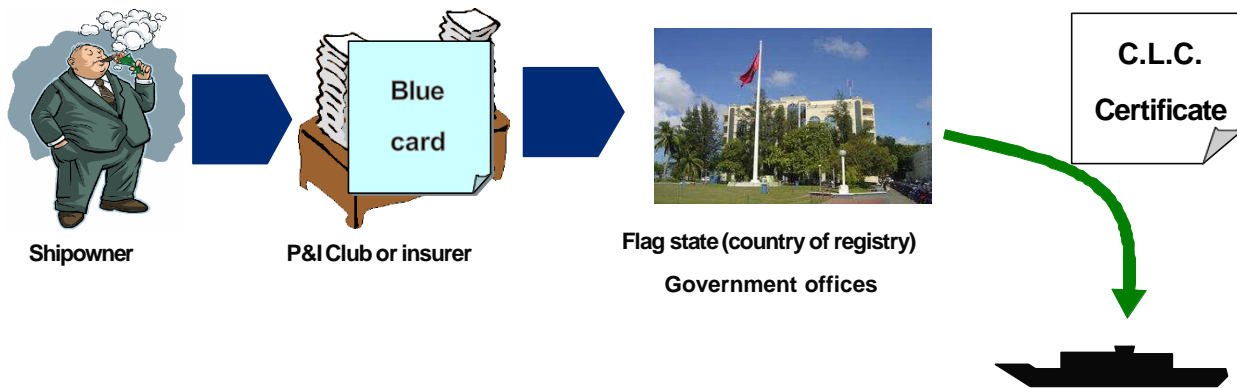 Blue
card
C.L.C.
Certificate
Shipowner
P&I Club or insurer
Flag state (country of registry)
Government offices